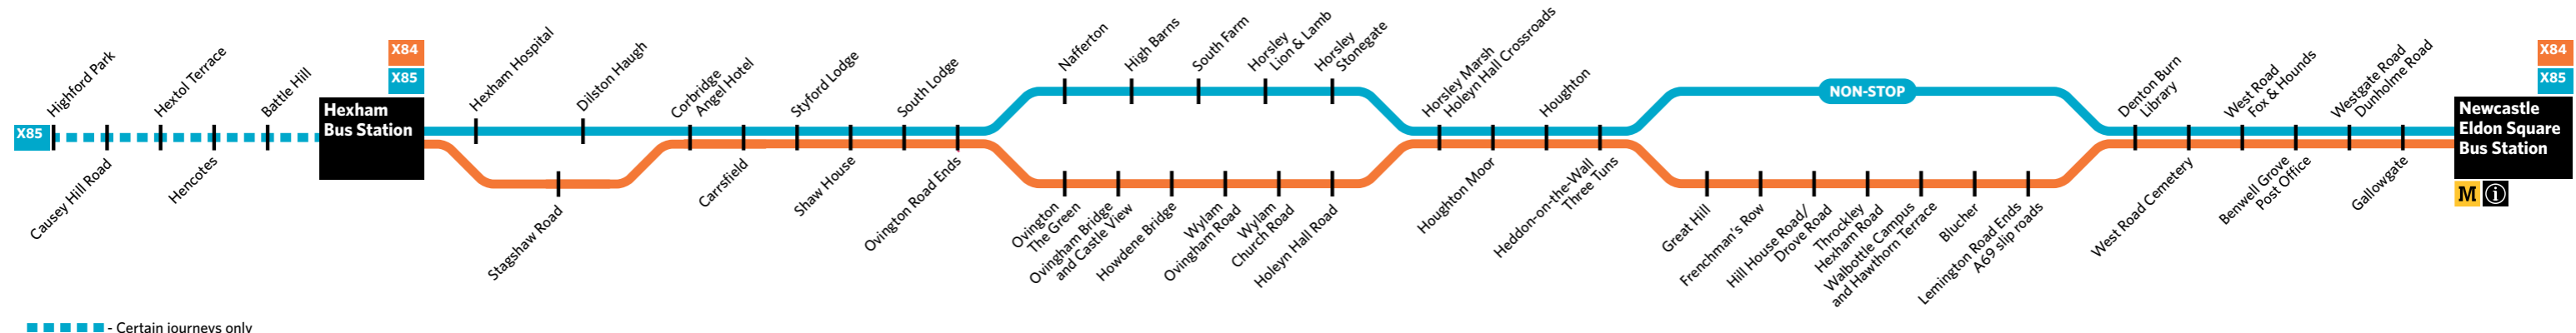 X85
Highford Park
Causey Hill Road
Hextol Terrace
Hencotes
Battle Hill
X84
X85
Hexham
Bus Station
Hexham Hospital
Stagshaw Road
Dilston Haugh
Corbridge
Angel Hotel
Carrsfield
Styford Lodge
Shaw House
South Lodge
Ovington Road Ends
Nafferton
High Barns
South Farm
Horsley
Lion & Lamb
Horsley
Stonegate
Ovington
The Green
Ovingham Bridge
and Castle View
Howdene Bridge
Wylam
Ovingham Road
Wylam
Church Road
Holeyn Hall Road
Horsley Marsh
Holeyn Hall Crossroads
Houghton Moor
Houghton
Heddon-on-the-Wall
Three Tuns
NON-STOP
Great Hill
Frenchman's Row
Hill House Road/
Drove Road
Throckley
Hexham Road
Walbottle Campus
and Hawthorn Terrace
Blucher
Lemington Road Ends
A69 slip roads
Denton Burn
Library
West Road Cemetery
West Road
Fox & Hounds
Benwell Grove
Post Office
Westgate Road
Dunholme Road
Gallowgate
X84
X85
Newcastle
Eldon Square
Bus Station
M i
- Certain journeys only